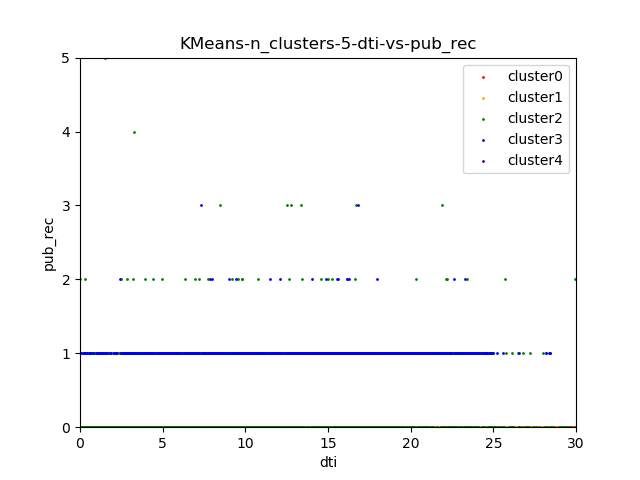 KMeans-n_clusters-5-dti-vs-pub_rec
cluster0
cluster1
cluster2
cluster3
cluster4
5
4
3
2
1
0
pub_rec
0 5 10 15 20 25 30
dti